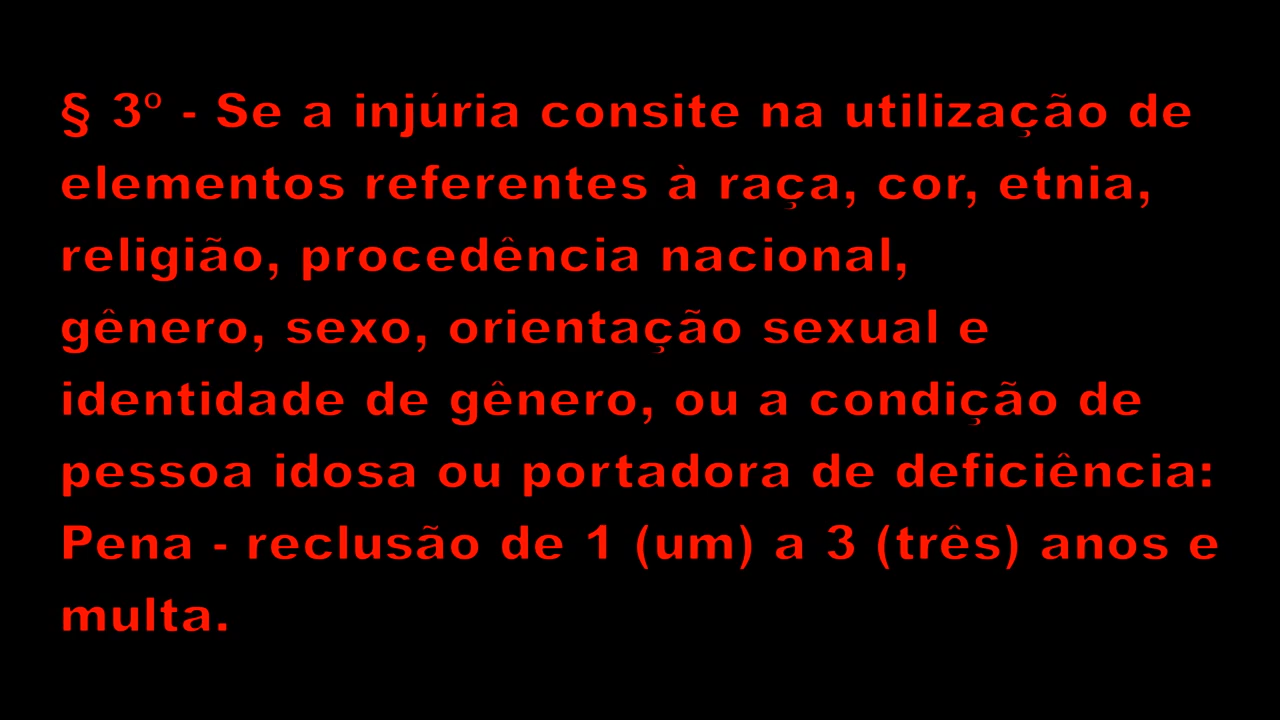 § 3º - Se a injúria consite na utilização de
elementos referentes à raça, cor, etnia,
religião, procedência nacional,
gênero, sexo, orientação sexual e
identidade de gênero, ou a condição de
pessoa idosa ou portadora de deficiência:
Pena - reclusão de 1 (um) a 3 (três) anos e
multa.